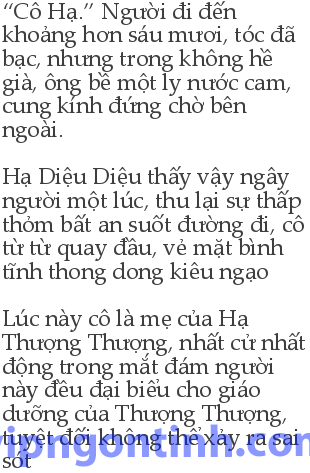 “Cô Hạ.” Người đi đến
khoảng hơn sáu mươi, tóc đã
bạc, nhưng trong không hề
già, ông bề một ly nước cam,
cung kính đứng chờ bên
ngoài.
Hạ Diệu Diệu thấy vậy ngây
người một lúc, thu lại sự thấp
thỏm bất an suốt đường đi, cô
từ từ quay đầu, vẻ mặt bình
tĩnh thong dong kiêu ngạo
Lúc này cô là mẹ của Hạ
Thượng Thượng, nhất cử nhất
động trong mắt đám người
này đều đại biểu cho giáo
dưỡng của Thượng Thượng,
tuyệt đối không thể xảy ra sai
sót
vipngontinh.com